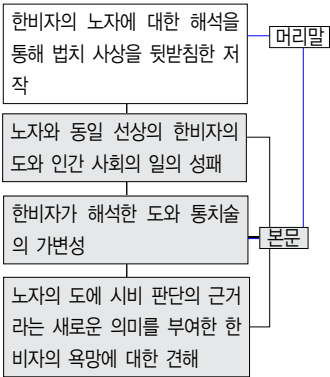 한비자의 노자에 대한 해석을
통해 법치 사상을 뒷받침한 저
작
머리말
노자와 동일 선상의 한비자의
도와 인간 사회의 일의 성패
한비자가 해석한 도와 통치술
의 가변성
본문
노자의 도에 시비 판단의 근거
라는 새로운 의미를 부여한 한
비자의 욕망에 대한 견해